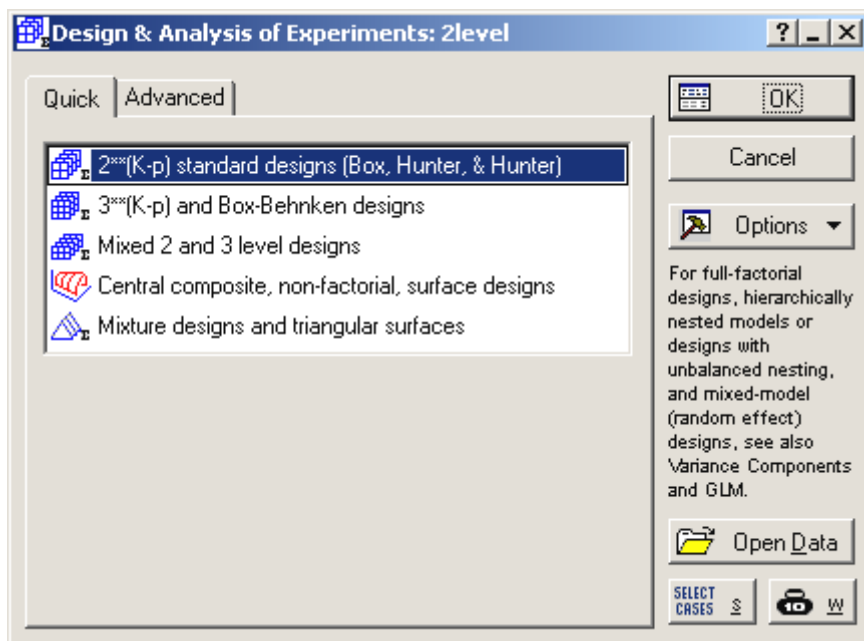 Design & Analysis of Experiments: 2level
Quick
Advanced
2**(K-p) standard designs (Box, Hunter, & Hunter)
3**(K-p) and Box-Behnken designs
Mixed 2 and 3 level designs
Central composite, non-factorial, surface designs
Mixture designs and triangular surfaces
OK
Cancel
Options
For full-factorial
designs, hierarchically
nested models or
designs with
unbalanced nesting,
and mixed-model
(random effect)
designs, see also
Variance Components
and GLM.
Open Data
SELECT
CASES S
W